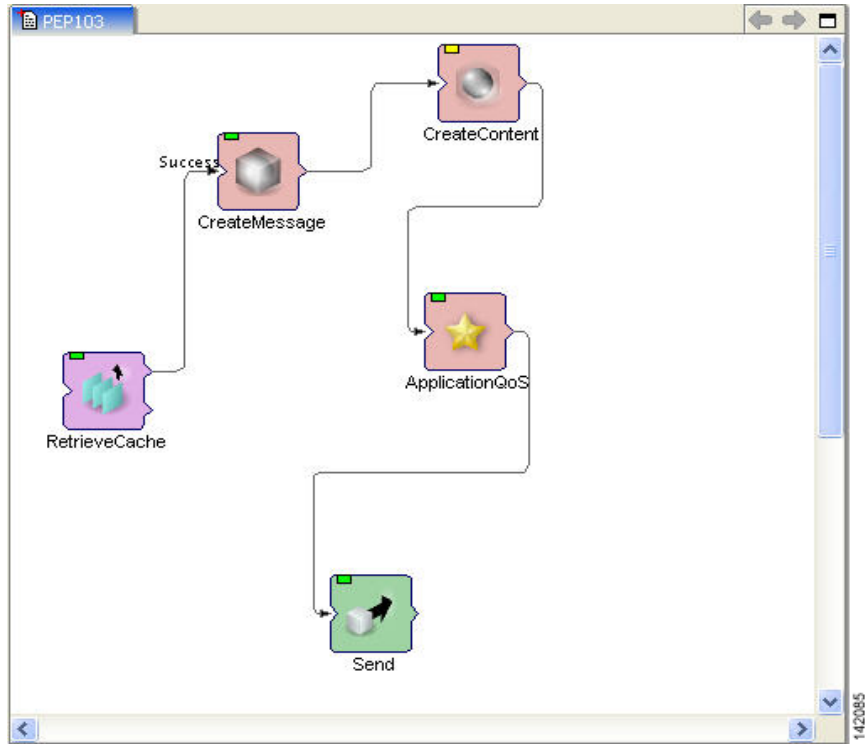 PEP103
CreateContent
Success
CreateMessage
ApplicationQoS
RetrieveCache
Send
142085